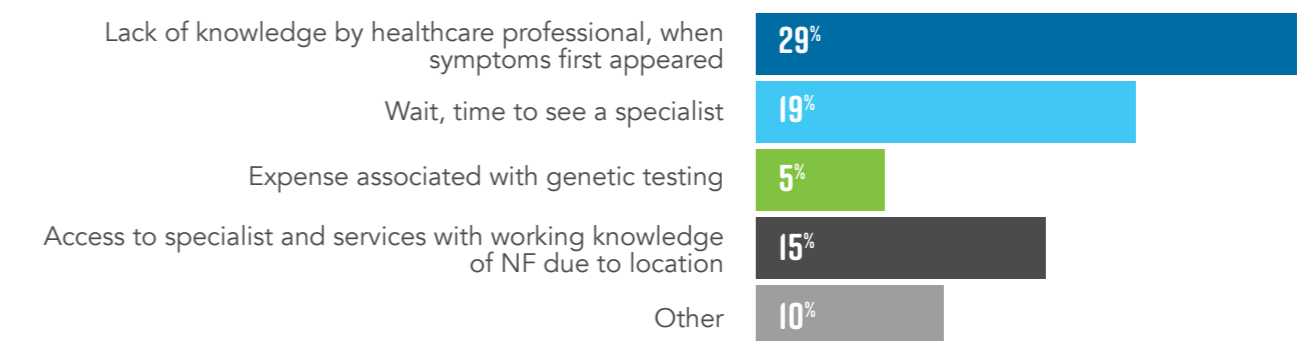 Lack of knowledge by healthcare professional, when
symptoms first appeared
29%
Wait, time to see a specialist
19%
Expense associated with genetic testing
5%
Access to specialist and services with working knowledge
of NF due to location
15%
Other
10%